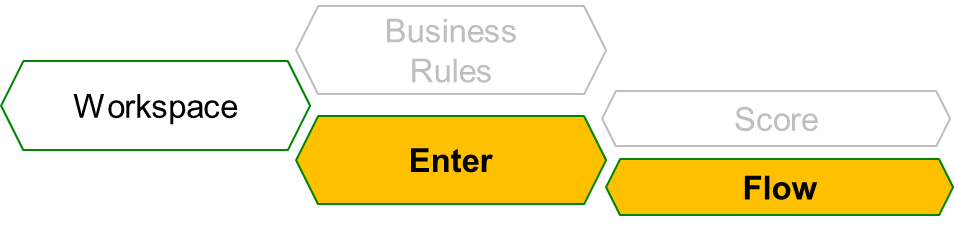 Workspace
Business
Rules
Enter
Score
Flow